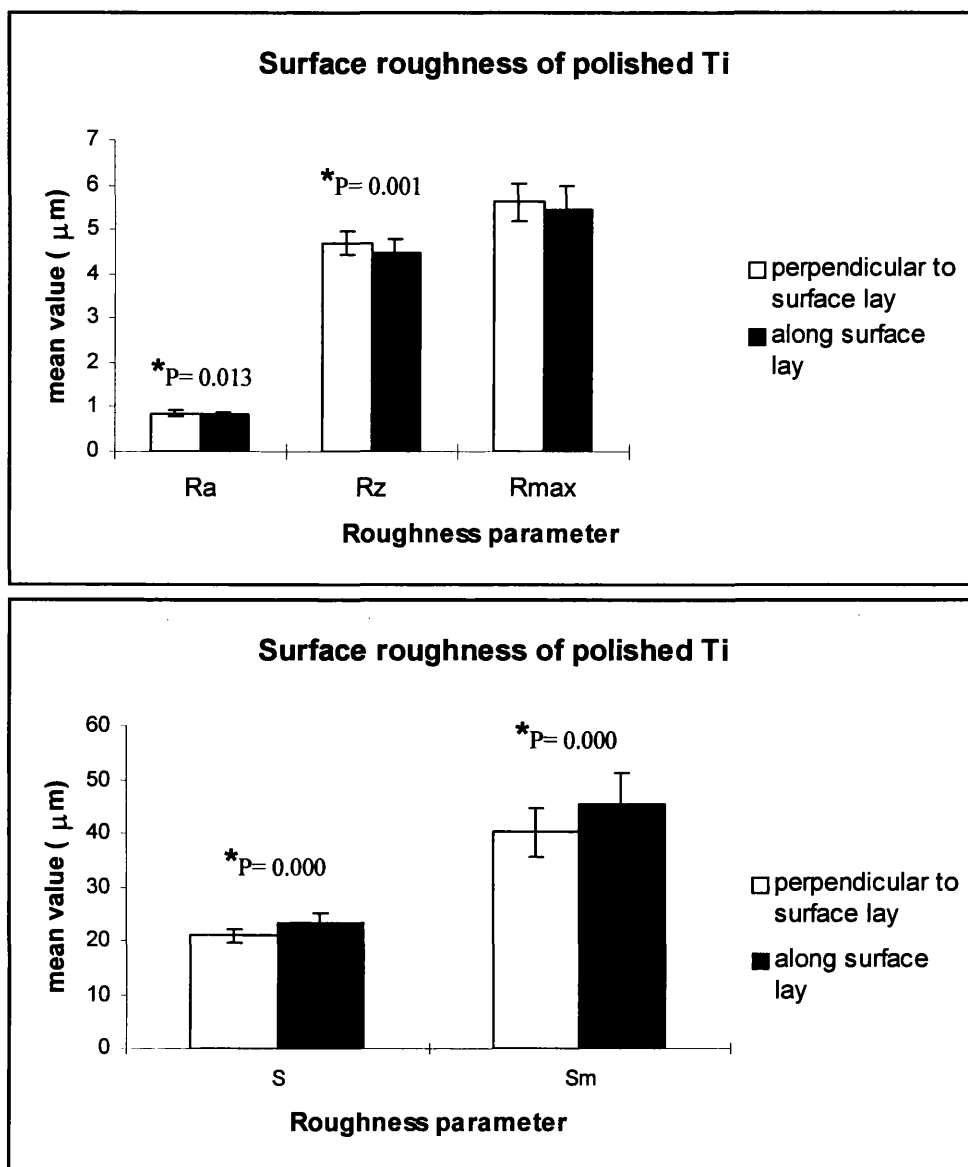 Surface roughness of polished Ti
mean value ( μm)
7
6
5
4
3
2
1
0
*P= 0.013
*P= 0.001
Ra
Rz
Rmax
Roughness parameter
perpendicular to
surface lay
along surface
lay
Surface roughness of polished Ti
mean value ( μm)
60
50
40
30
20
10
0
*P= 0.000
*P= 0.000
S
Sm
Roughness parameter
perpendicular to
surface lay
along surface
lay